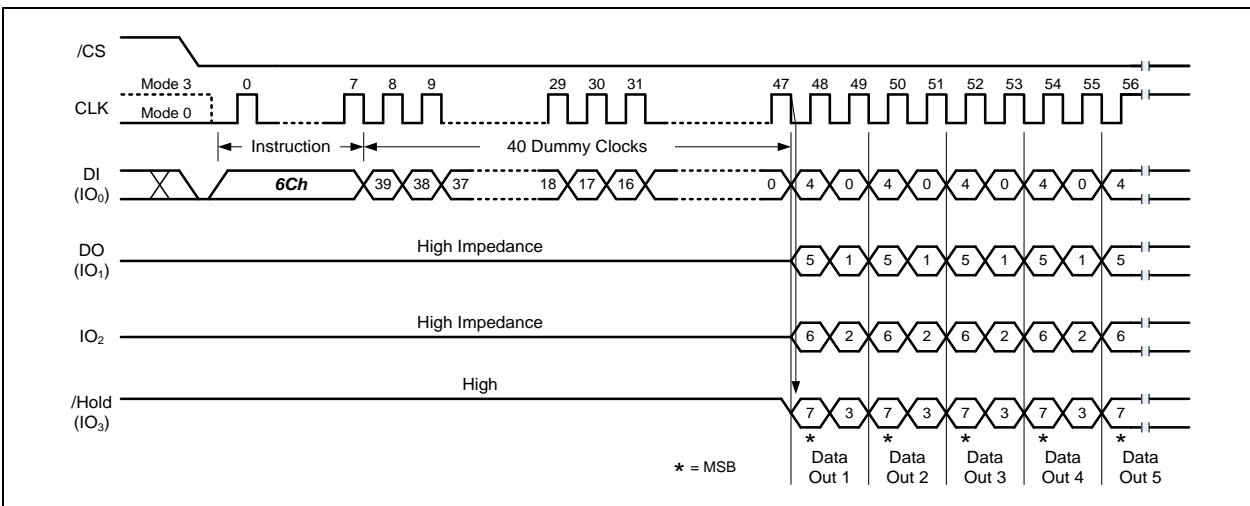 /CS
Mode 3 0 7 8 9 29 30 31 47 48 49 50 51 52 53 54 55 56
CLK
Mode 0
Instruction 40 Dummy Clocks
DI
(IO₀)
6Ch 39 38 37 18 17 16 0 4 0 4 0 4 0 4 0 4
High Impedance
DO
(IO₁)
5 1 5 1 5 1 5 1 5
High Impedance
IO₂
6 2 6 2 6 2 6 2 6
High
/Hold
(IO₃)
7 3 7 3 7 3 7 3 7
* * * * *
* = MSB
Data Data Data Data Data
Out 1 Out 2 Out 3 Out 4 Out 5